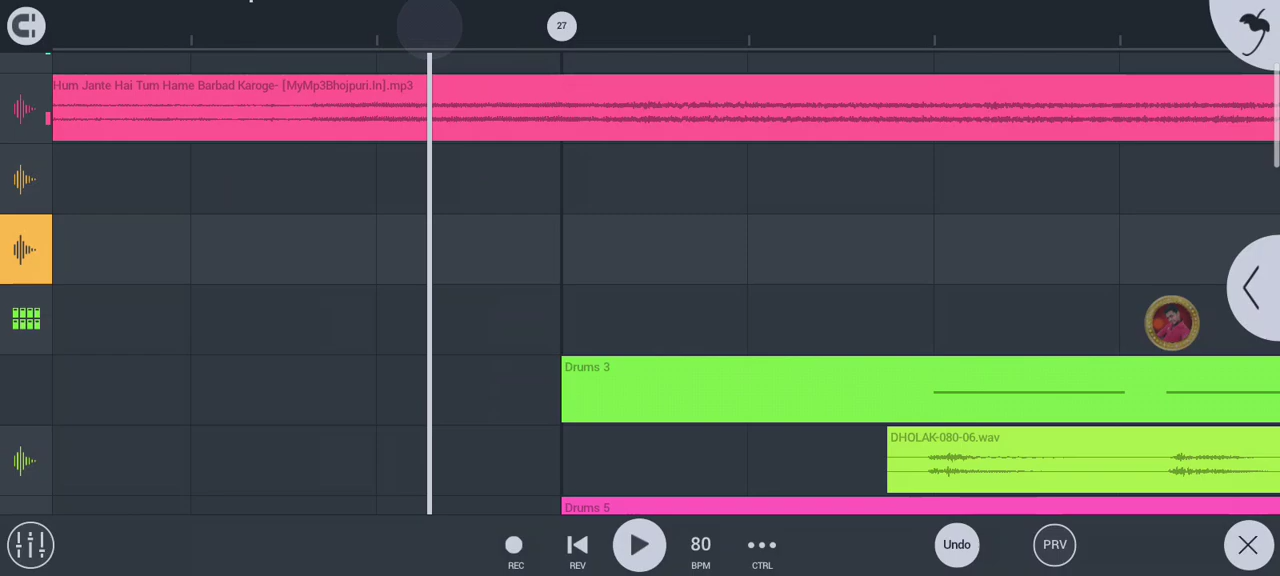 27
Hum Jante Hai Tum Hame Barbad Karoge- [MyMp3Bhojpuri.In].mp3
Drums 3
DHOLAK-080-06.wav
Drums 5
REC
REV
80
BPM
CTRL
Undo
PRV